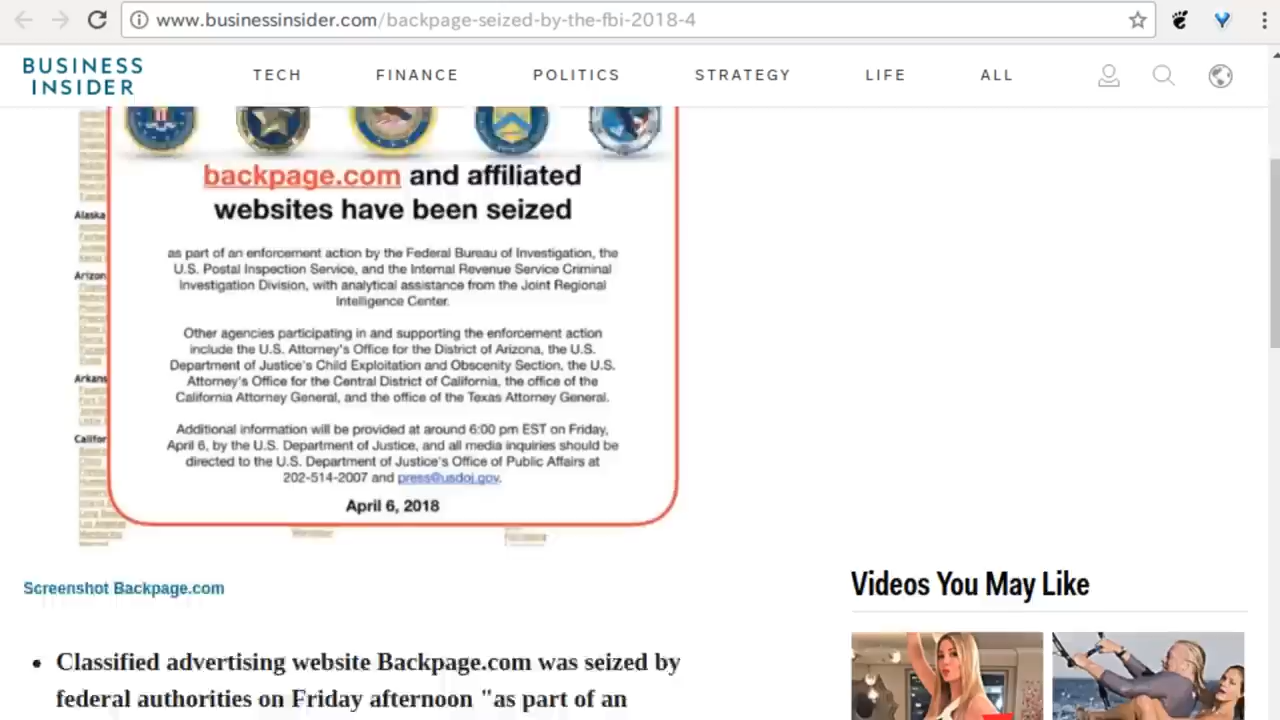 www.businessinsider.com/backpage-seized-by-the-fbi-2018-4
BUSINESS
INSIDER
TECH
FINANCE
POLITICS
STRATEGY
LIFE
ALL
backpage.com and affiliated
websites have been seized
as part of an enforcement action by the Federal Bureau of Investigation, the
U.S. Postal Inspection Service, and the Internal Revenue Service Criminal
Investigation Division, with analytical assistance from the Joint Regional
Intelligence Center.
Other agencies participating in and supporting the enforcement action
include the U.S. Attorney's Office for the District of Arizona, the U.S.
Department of Justice's Child Exploitation and Obscenity Section, the U.S.
Attorney's Office for the Central District of California, the office of the
California Attorney General, and the office of the Texas Attorney General.
Additional information will be provided at around 6:00 pm EST on Friday,
April 6, by the U.S. Department of Justice, and all media inquiries should be
directed to the U.S. Department of Justice's Office of Public Affairs at
202-514-2007 and press@usdoj.gov.
April 6, 2018
Alaska
Arizon
Arkans
Califor
Los Angeles
Screenshot Backpage.com
• Classified advertising website Backpage.com was seized by
federal authorities on Friday afternoon "as part of an
Videos You May Like